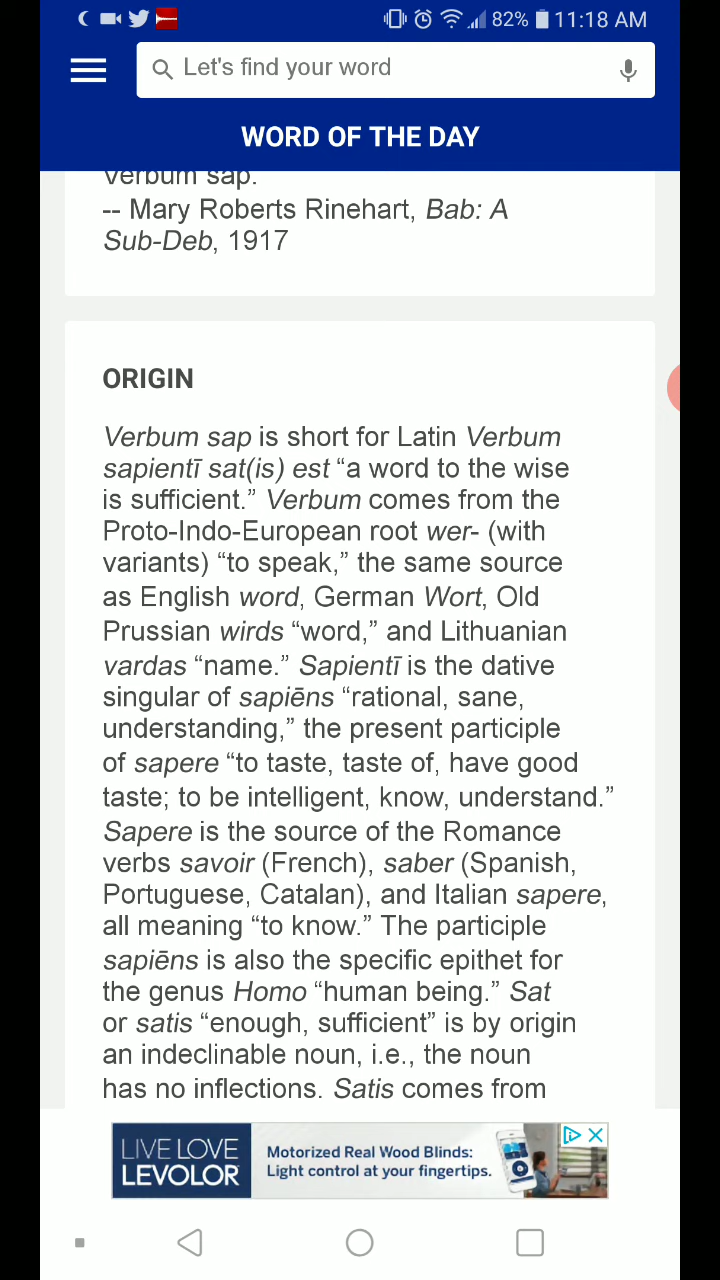 82% 11:18 AM
Let's find your word
WORD OF THE DAY
Verbum sap.
-- Mary Roberts Rinehart, Bab: A
Sub-Deb, 1917
ORIGIN
Verbum sap is short for Latin Verbum
sapientī sat(is) est “a word to the wise
is sufficient.” Verbum comes from the
Proto-Indo-European root wer- (with
variants) “to speak,” the same source
as English word, German Wort, Old
Prussian wirds “word,” and Lithuanian
vardas “name.” Sapientī is the dative
singular of sapiēns “rational, sane,
understanding,” the present participle
of sapere “to taste, taste of, have good
taste; to be intelligent, know, understand.”
Sapere is the source of the Romance
verbs savoir (French), saber (Spanish,
Portuguese, Catalan), and Italian sapere,
all meaning “to know.” The participle
sapiēns is also the specific epithet for
the genus Homo “human being.” Sat
or satis “enough, sufficient” is by origin
an indeclinable noun, i.e., the noun
has no inflections. Satis comes from
LIVE LOVE
LEVOLOR
Motorized Real Wood Blinds:
Light control at your fingertips.